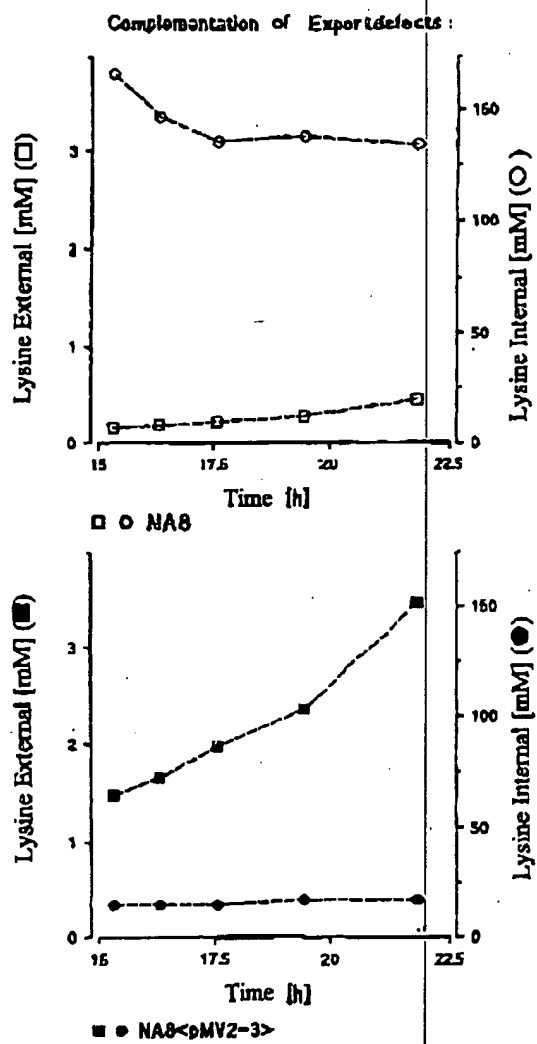 Complementation of Exportdefects :
Lysine External [mM] (□)
3
2
1
0
150
100
50
0
Lysine Internal [mM] (○)
15
17.5
20
22.5
Time [h]
□ ○ NA8
Lysine External [mM] (■)
3
2
1
0
150
100
50
0
Lysine Internal [mM] (●)
15
17.5
20
22.5
Time [h]
■ ● NA8<pMV2-3>